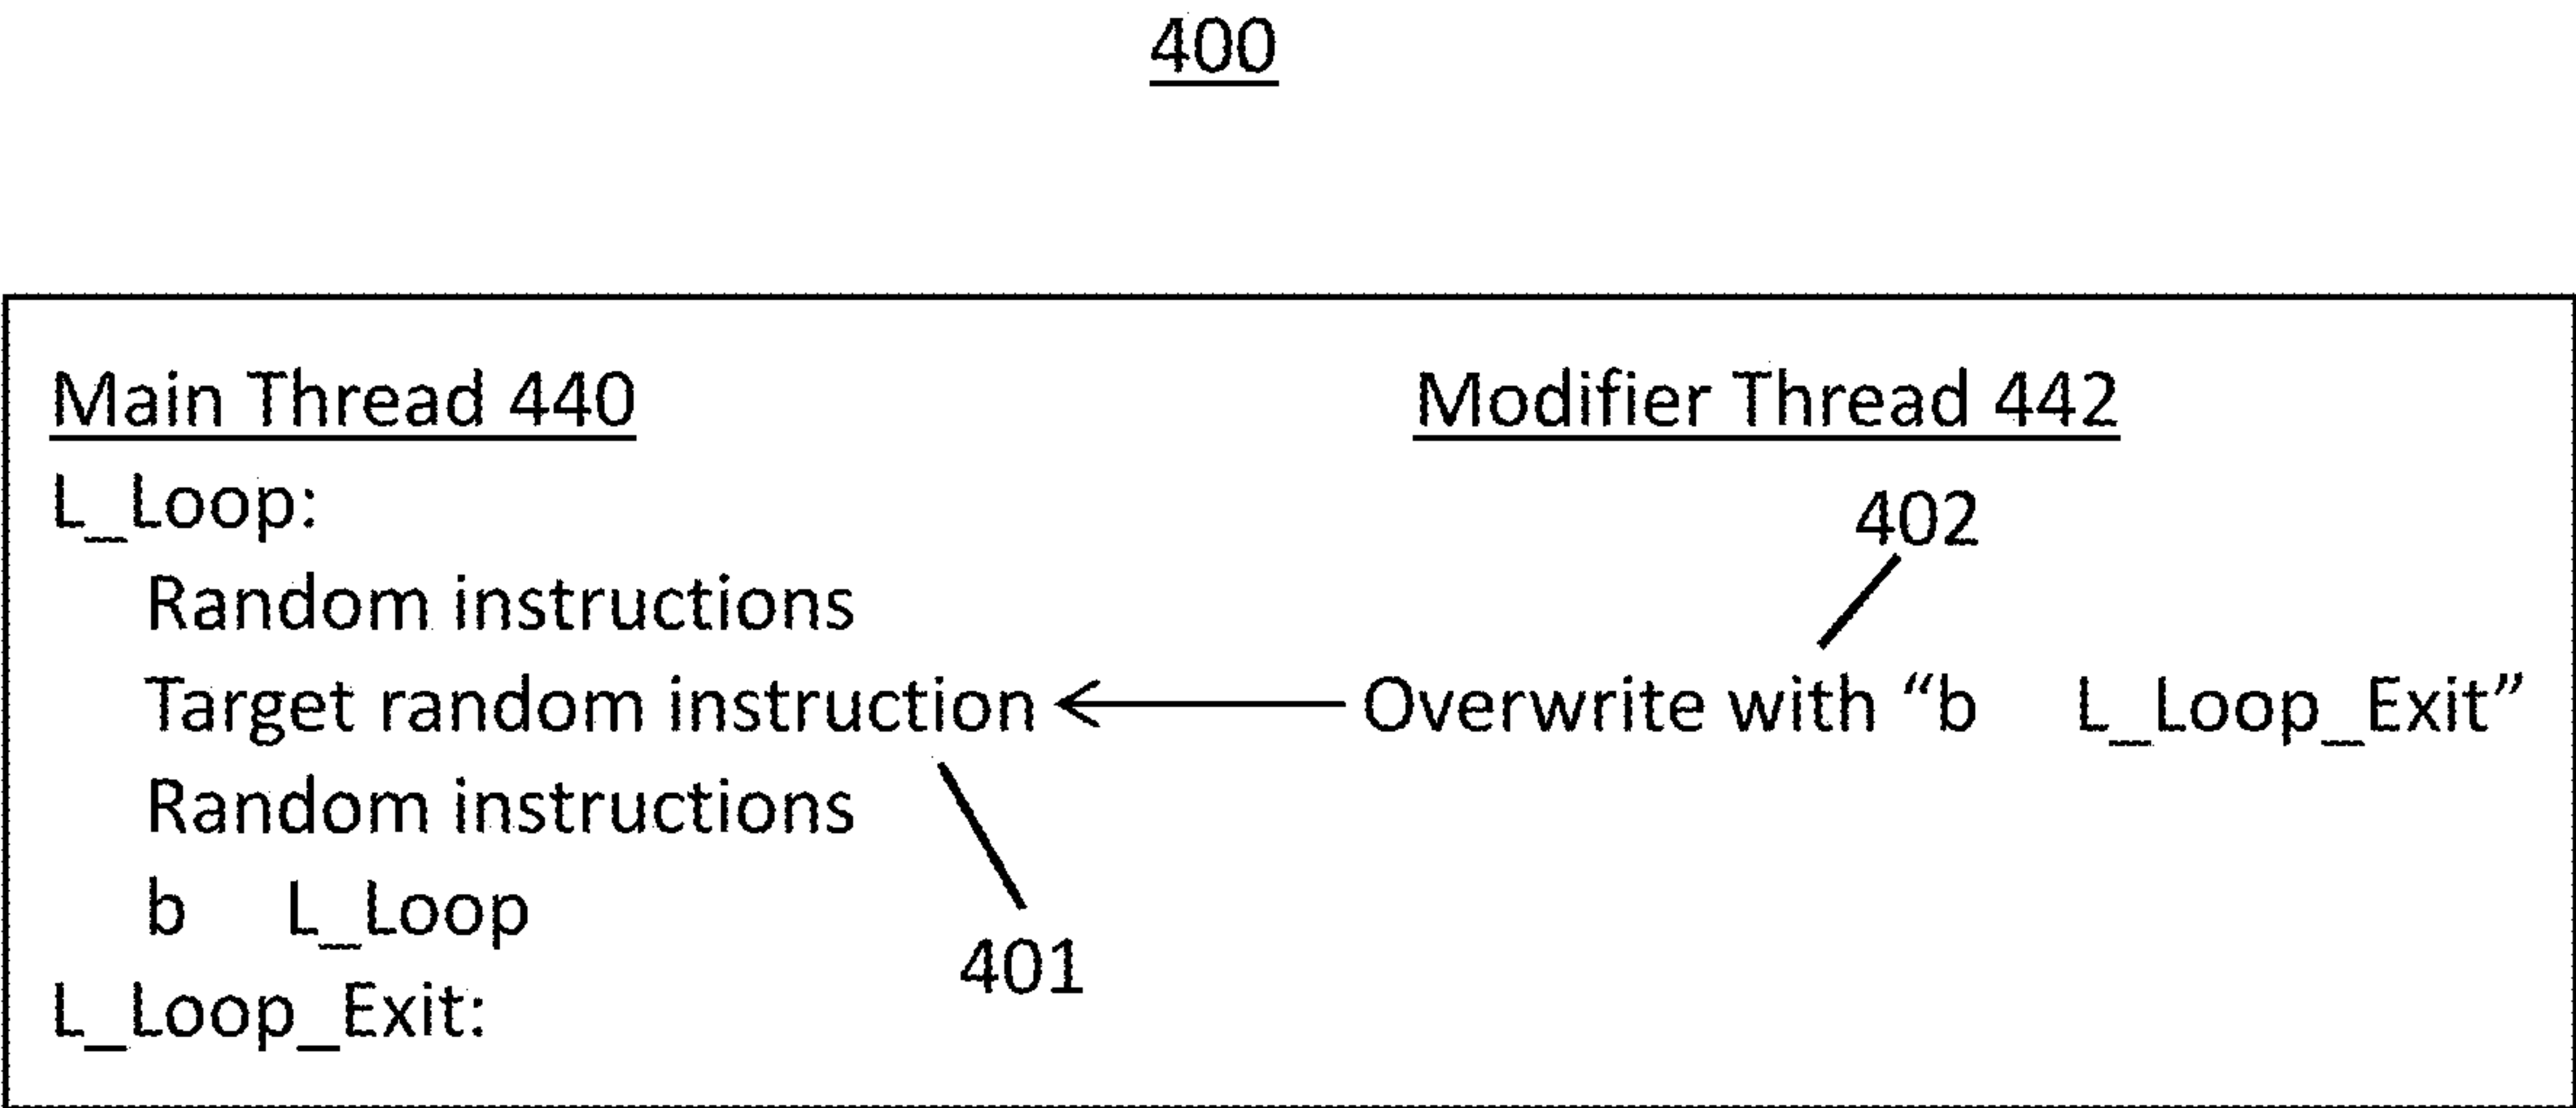 400
Main Thread 440
Modifier Thread 442
L_Loop:
402
Random instructions
Target random instruction
Overwrite with “b L_Loop_Exit”
Random instructions
b L_Loop
401
L_Loop_Exit: